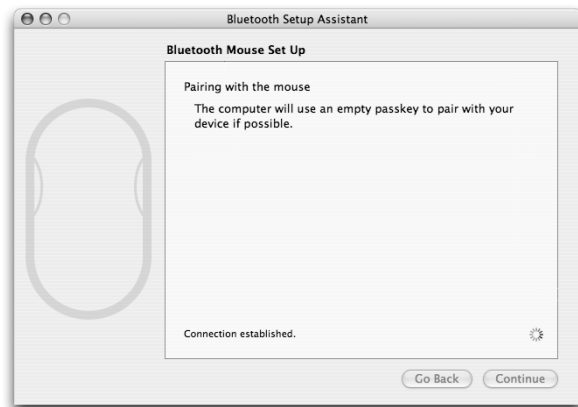 Bluetooth Setup Assistant
Bluetooth Mouse Set Up
Pairing with the mouse
The computer will use an empty passkey to pair with your
device if possible.
Connection established.
Go Back Continue